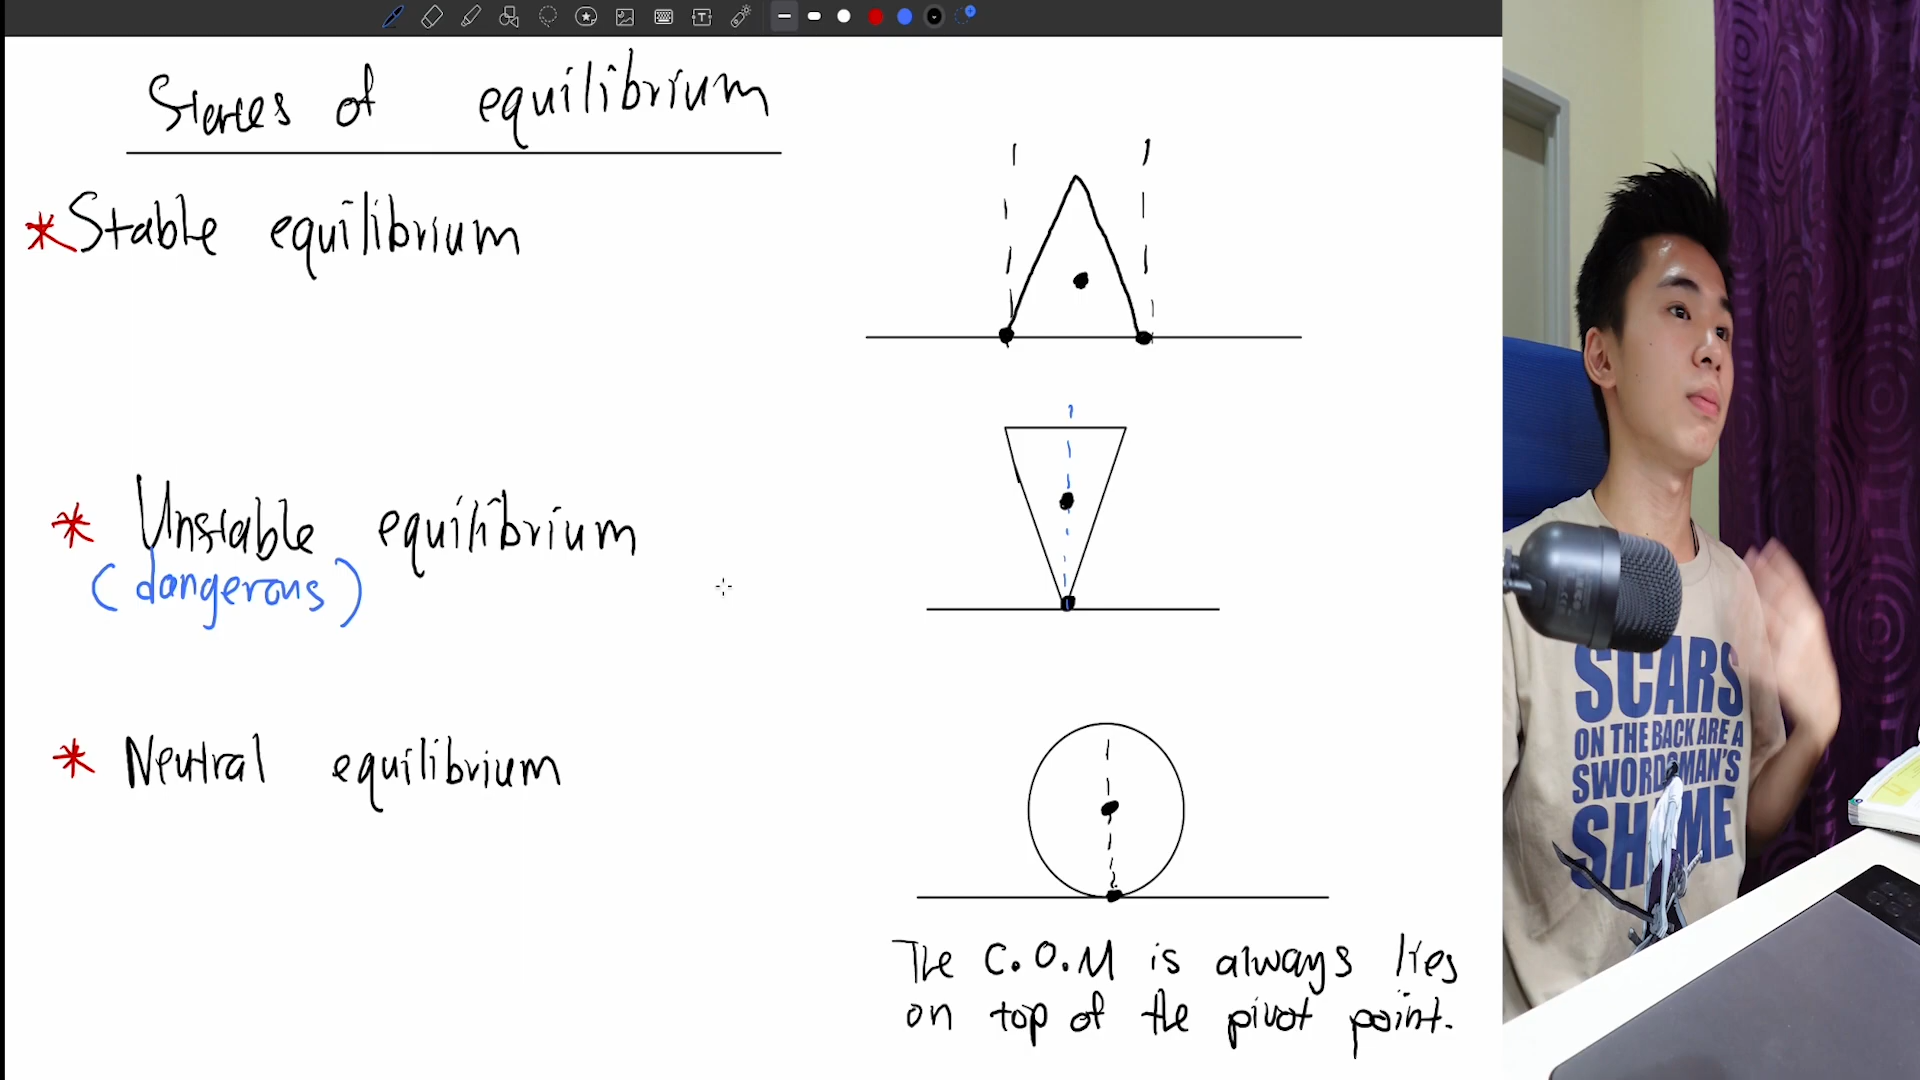 States of equilibrium
* Stable equilibrium
* Unstable equilibrium
(dangerous)
* Neutral equilibrium
The C.O.M is always lies
on top of the pivot point.
SCARS
ON THE BACK ARE A
SWORDSMAN'S
SHAME